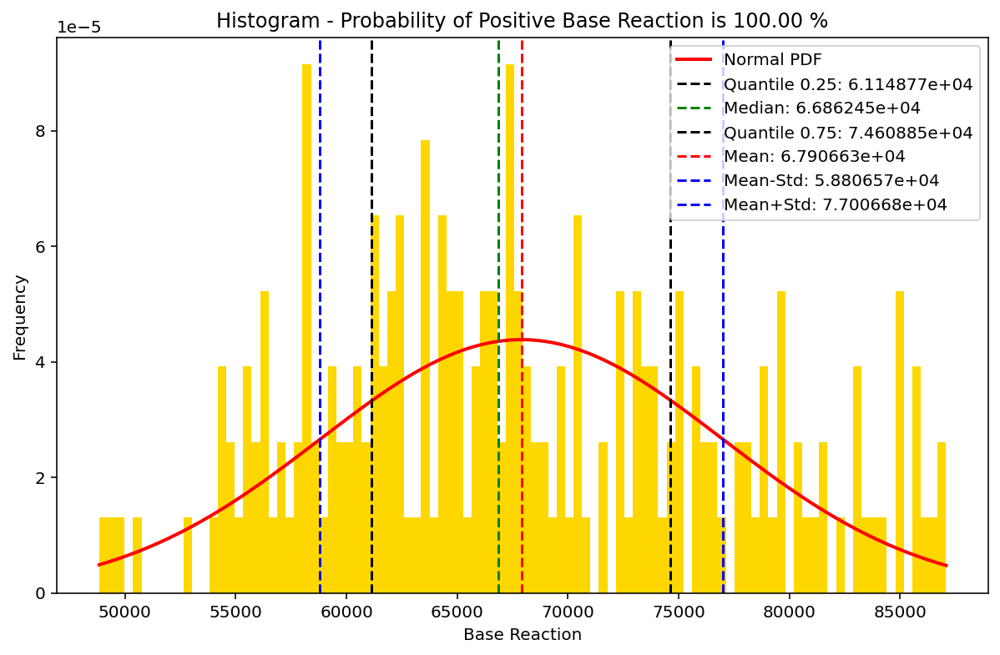 Histogram - Probability of Positive Base Reaction is 100.00 %
1e−5
Normal PDF
Quantile 0.25: 6.114877e+04
Median: 6.686245e+04
Quantile 0.75: 7.460885e+04
Mean: 6.790663e+04
Mean-Std: 5.880657e+04
Mean+Std: 7.700668e+04
Frequency
8
6
4
2
0
50000 55000 60000 65000 70000 75000 80000 85000
Base Reaction